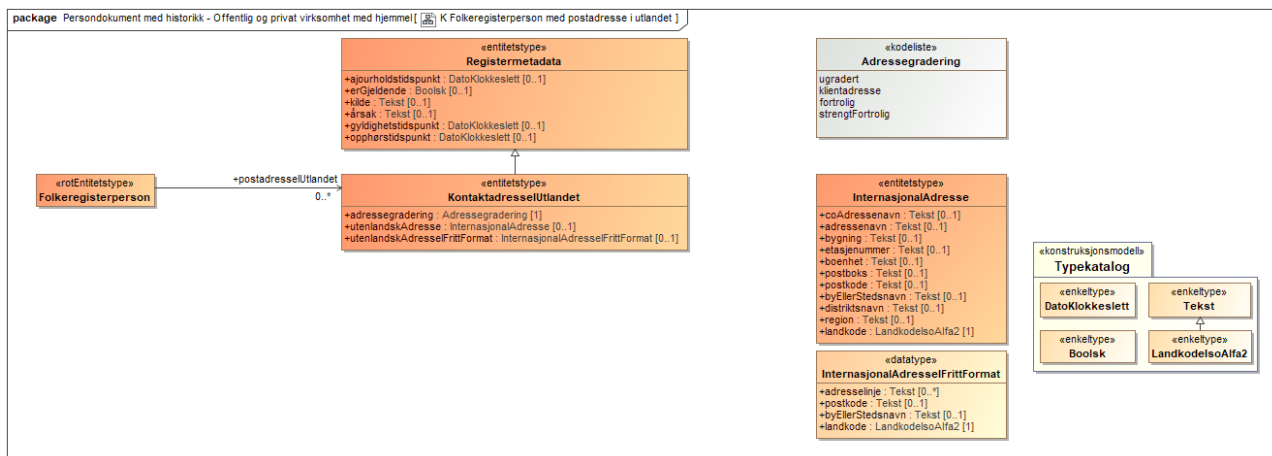 package Persondokument med historikk - Offentlig og privat virksomhet med hjemmel[ K Folkeregisterperson med postadresse i utlandet ]
«entitetstype»
Registermetadata
+ajourholdstidspunkt : DatoKlokkeslett [0..1]
+erGjeldende : Boolsk [0..1]
+kilde : Tekst [0..1]
+årsak : Tekst [0..1]
+gyldighetstidspunkt : DatoKlokkeslett [0..1]
+opphørstidspunkt : DatoKlokkeslett [0..1]
«kodeliste»
Adressegradering
ugradert
klientadresse
fortrolig
strengtFortrolig
«rotEntitetstype»
Folkeregisterperson
+postadresseIUtlandet
0..*
«entitetstype»
KontaktadresseIUtlandet
+adressegradering : Adressegradering [1]
+utenlandskAdresse : InternasjonalAdresse [0..1]
+utenlandskAdresseIFrittFormat : InternasjonalAdresseIFrittFormat [0..1]
«entitetstype»
InternasjonalAdresse
+coAdressenavn : Tekst [0..1]
+adressenavn : Tekst [0..1]
+bygning : Tekst [0..1]
+etasjenummer : Tekst [0..1]
+boenhet : Tekst [0..1]
+postboks : Tekst [0..1]
+postkode : Tekst [0..1]
+byEllerStedsnavn : Tekst [0..1]
+distriktsnavn : Tekst [0..1]
+region : Tekst [0..1]
+landkode : LandkodeIsoAlfa2 [1]
«datatype»
InternasjonalAdresseIFrittFormat
+adresselinje : Tekst [0..*]
+postkode : Tekst [0..1]
+byEllerStedsnavn : Tekst [0..1]
+landkode : LandkodeIsoAlfa2 [1]
«konstruksjonsmodell»
Typekatalog
«enkeltype»
DatoKlokkeslett
«enkeltype»
Tekst
«enkeltype»
Boolsk
«enkeltype»
LandkodeIsoAlfa2